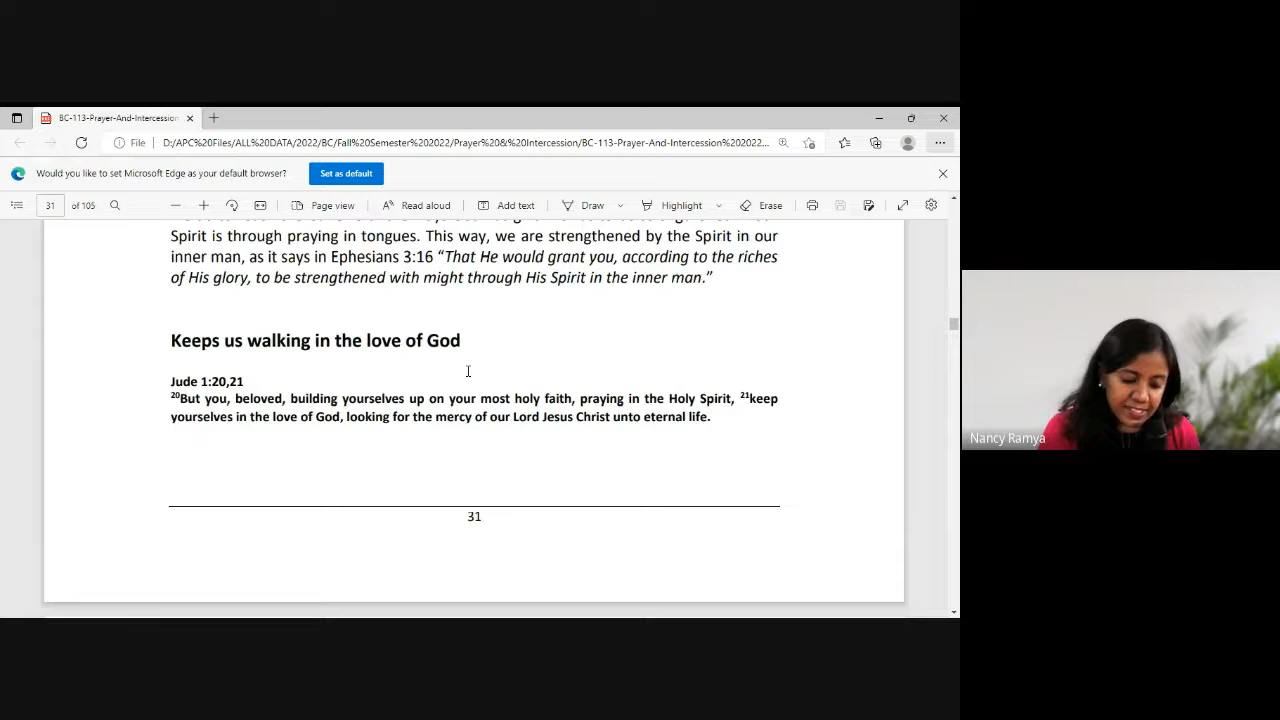 BC-113-Prayer-And-Intercession
File D:/APC%20Files/ALL%20DATA/2022/BC/Fall%20Semester%202022/Prayer%20&%20Intercession/BC-113-Prayer-And-Intercession%202022...
Would you like to set Microsoft Edge as your default browser? Set as default
31 of 105 Page view Read aloud Add text Draw Highlight Erase
Spirit is through praying in tongues. This way, we are strengthened by the Spirit in our
inner man, as it says in Ephesians 3:16 “That He would grant you, according to the riches
of His glory, to be strengthened with might through His Spirit in the inner man.”
Keeps us walking in the love of God
Jude 1:20,21
20But you, beloved, building yourselves up on your most holy faith, praying in the Holy Spirit, 21keep
yourselves in the love of God, looking for the mercy of our Lord Jesus Christ unto eternal life.
31
Nancy Ramya